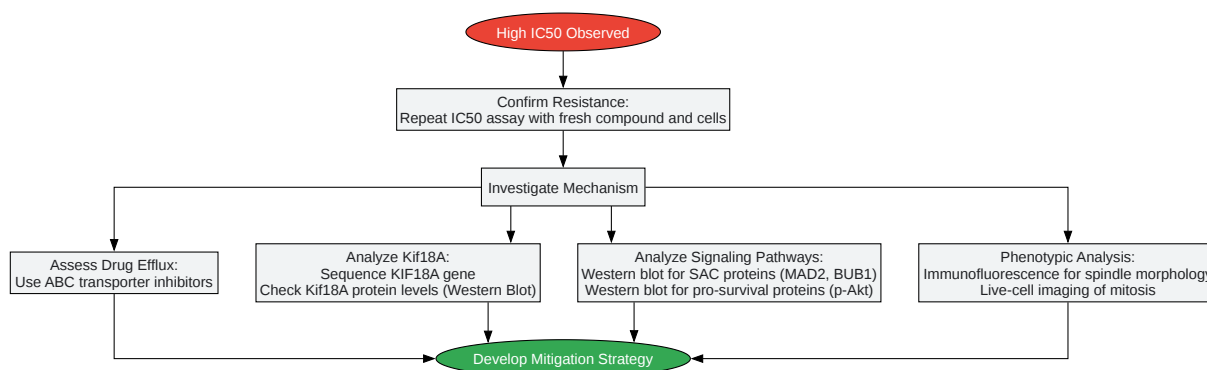 High IC50 Observed
Confirm Resistance:
Repeat IC50 assay with fresh compound and cells
Investigate Mechanism
Assess Drug Efflux:
Use ABC transporter inhibitors
Analyze Kif18A:
Sequence KIF18A gene
Check Kif18A protein levels (Western Blot)
Analyze Signaling Pathways:
Western blot for SAC proteins (MAD2, BUB1)
Western blot for pro-survival proteins (p-Akt)
Phenotypic Analysis:
Immunofluorescence for spindle morphology
Live-cell imaging of mitosis
Develop Mitigation Strategy